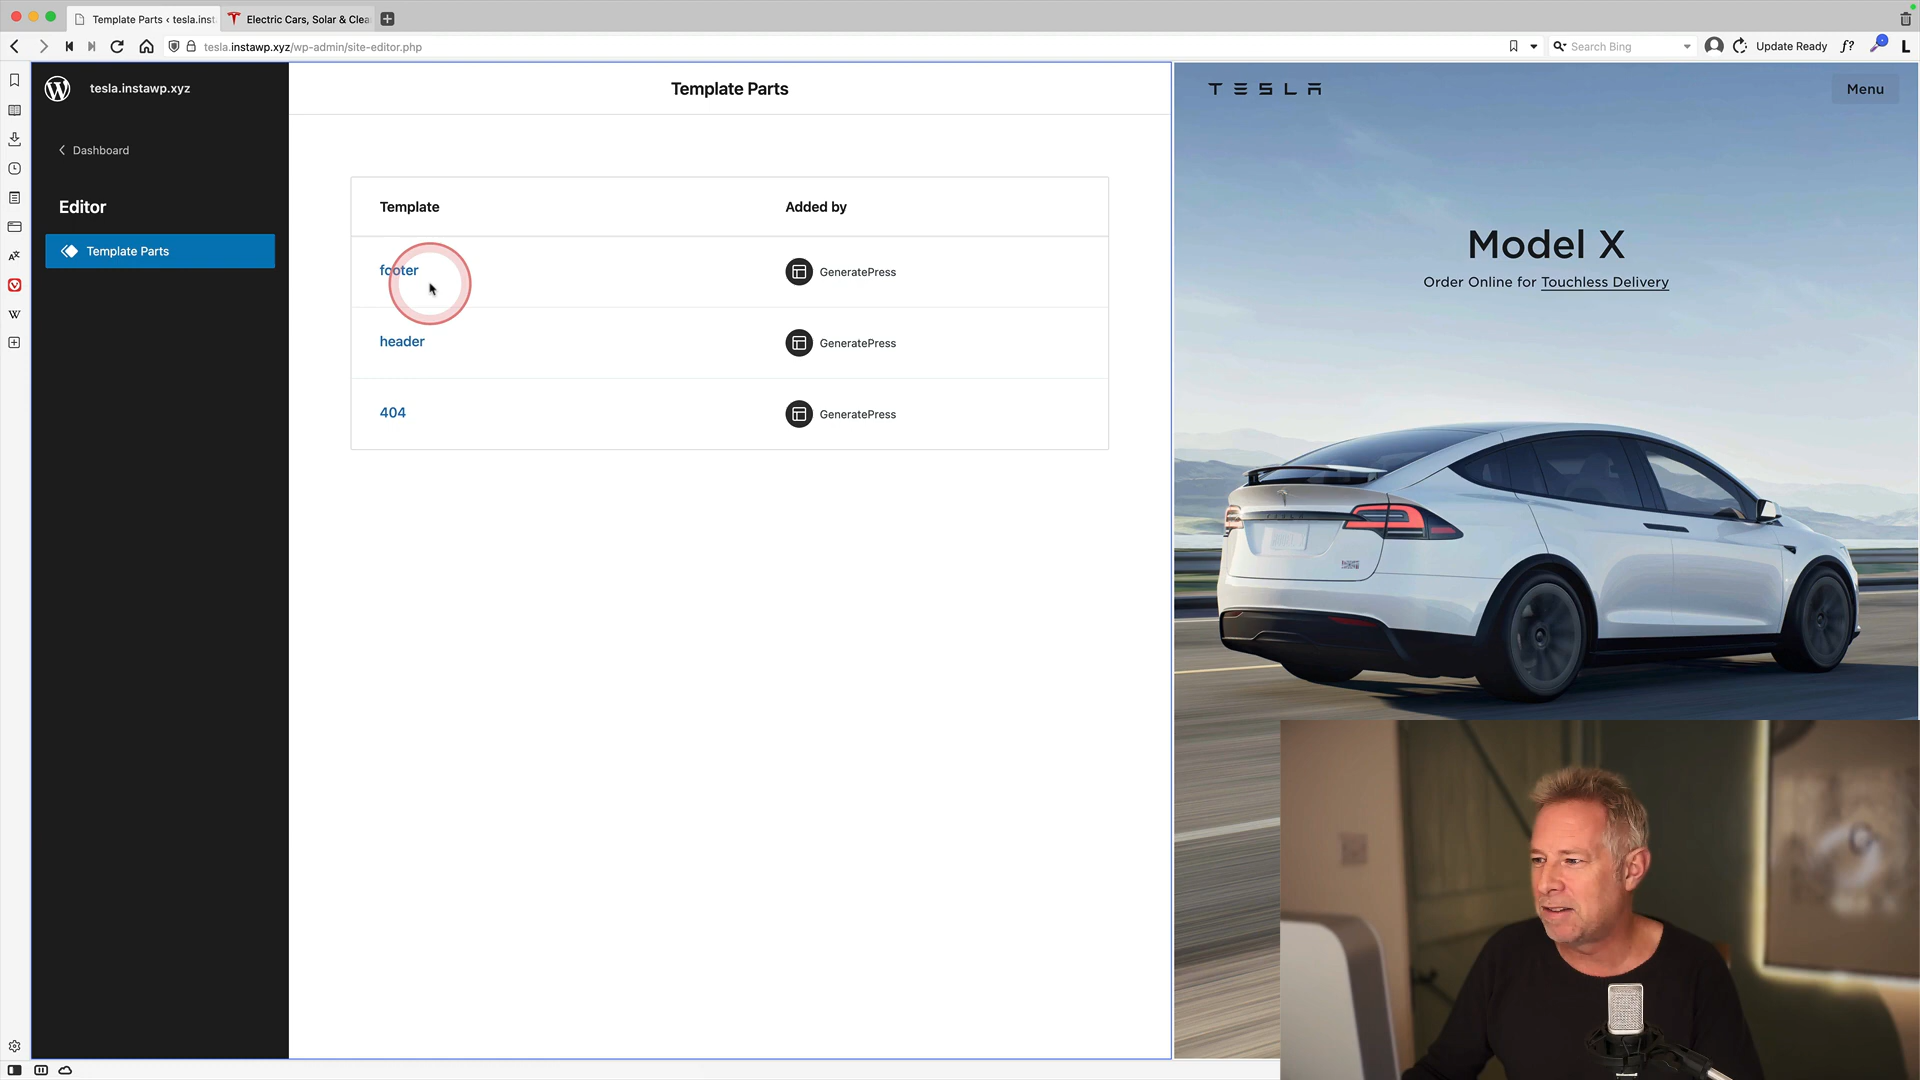 Template Parts ‹ tesla.inst
Electric Cars, Solar & Clea
tesla.instawp.xyz/wp-admin/site-editor.php
Search Bing
Update Ready
f?
L
tesla.instawp.xyz
Dashboard
Editor
Template Parts
Template Parts
Template
Added by
footer
GeneratePress
header
GeneratePress
404
GeneratePress
TESLA
Menu
Model X
Order Online for Touchless Delivery